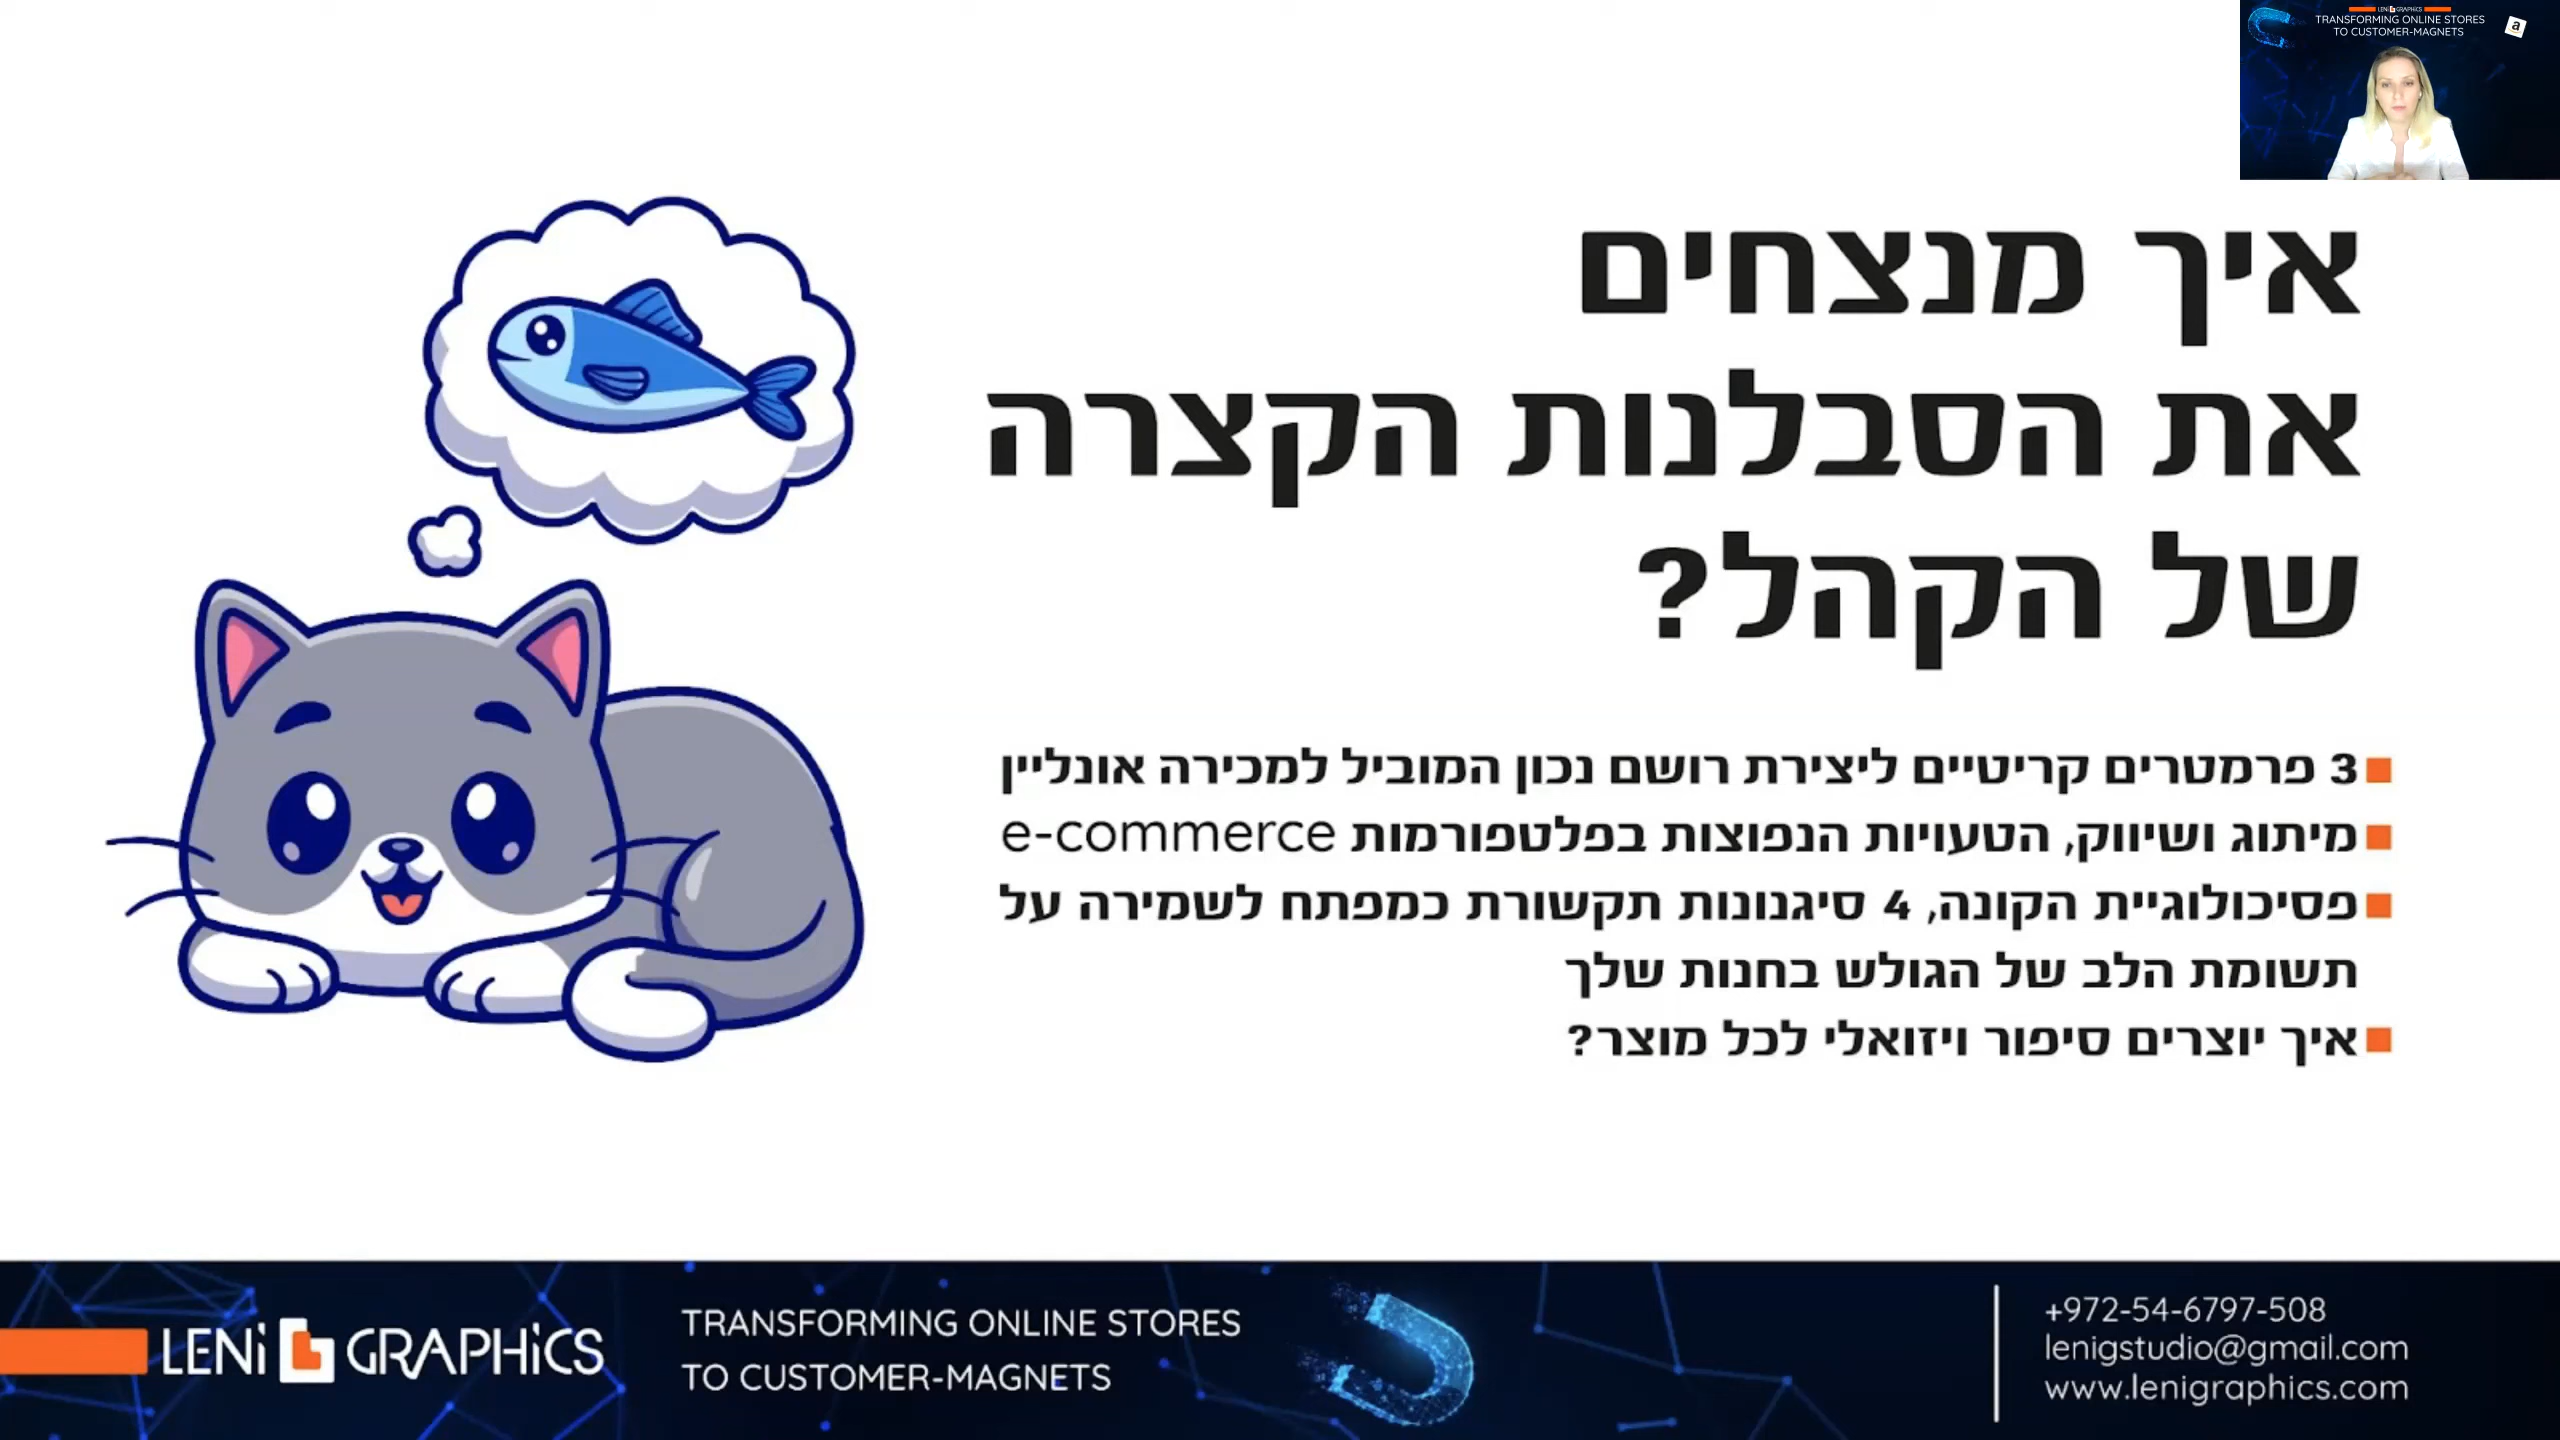 LENI GRAPHICS
TRANSFORMING ONLINE STORES
TO CUSTOMER-MAGNETS
a
איך מנצחים
את הסבלנות הקצרה
של הקהל?
3 פרמטרים קריטיים ליצירת רושם נכון המוביל למכירה אונליין
מיתוג ושיווק, הטעויות הנפוצות בפלטפורמות e-commerce
פסיכולוגיית הקונה, 4 סיגנונות תקשורת כמפתח לשמירה על
תשומת הלב של הגולש בחנות שלך
איך יוצרים סיפור ויזואלי לכל מוצר?
LENi GRAPHiCS
TRANSFORMING ONLINE STORES
TO CUSTOMER-MAGNETS
+972-54-6797-508
lenigstudio@gmail.com
www.lenigraphics.com